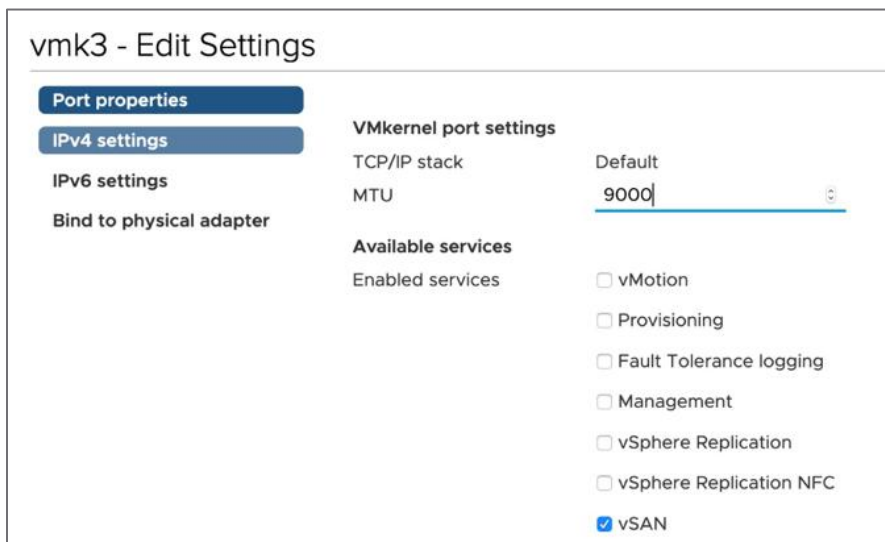 vmk3 - Edit Settings
Port properties
IPv4 settings
IPv6 settings
Bind to physical adapter
VMkernel port settings
TCP/IP stack Default
MTU 9000
Available services
Enabled services vMotion
Provisioning
Fault Tolerance logging
Management
vSphere Replication
vSphere Replication NFC
vSAN